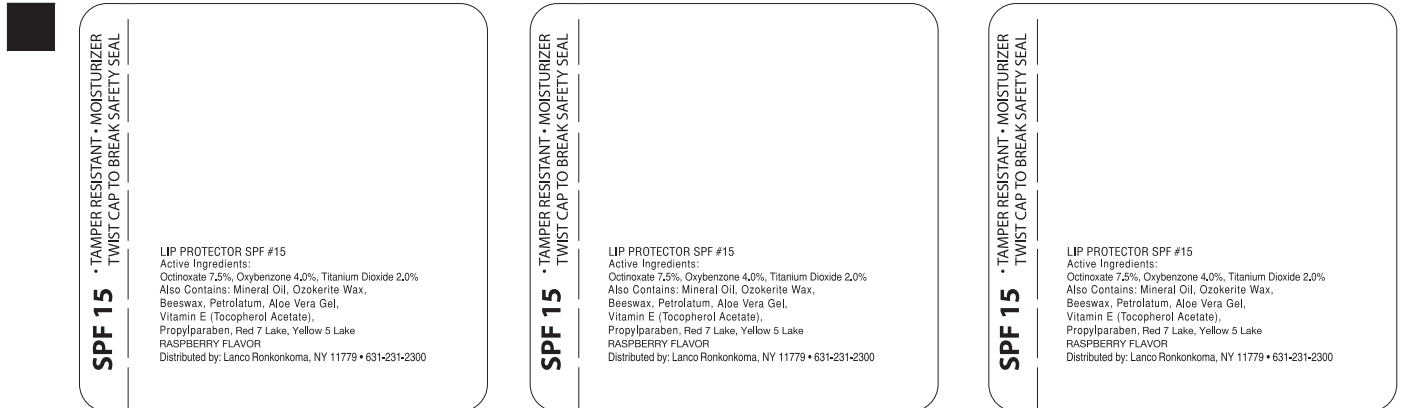 SPF 15 • TAMPER RESISTANT • MOISTURIZER
TWIST CAP TO BREAK SAFETY SEAL
LIP PROTECTOR SPF #15
Active Ingredients:
Octinoxate 7.5%, Oxybenzone 4.0%, Titanium Dioxide 2.0%
Also Contains: Mineral Oil, Ozokerite Wax,
Beeswax, Petrolatum, Aloe Vera Gel,
Vitamin E (Tocopherol Acetate),
Propylparaben, Red 7 Lake, Yellow 5 Lake
RASPBERRY FLAVOR
Distributed by: Lanco Ronkonkoma, NY 11779 • 631-231-2300
SPF 15 • TAMPER RESISTANT • MOISTURIZER
TWIST CAP TO BREAK SAFETY SEAL
LIP PROTECTOR SPF #15
Active Ingredients:
Octinoxate 7.5%, Oxybenzone 4.0%, Titanium Dioxide 2.0%
Also Contains: Mineral Oil, Ozokerite Wax,
Beeswax, Petrolatum, Aloe Vera Gel,
Vitamin E (Tocopherol Acetate),
Propylparaben, Red 7 Lake, Yellow 5 Lake
RASPBERRY FLAVOR
Distributed by: Lanco Ronkonkoma, NY 11779 • 631-231-2300
SPF 15 • TAMPER RESISTANT • MOISTURIZER
TWIST CAP TO BREAK SAFETY SEAL
LIP PROTECTOR SPF #15
Active Ingredients:
Octinoxate 7.5%, Oxybenzone 4.0%, Titanium Dioxide 2.0%
Also Contains: Mineral Oil, Ozokerite Wax,
Beeswax, Petrolatum, Aloe Vera Gel,
Vitamin E (Tocopherol Acetate),
Propylparaben, Red 7 Lake, Yellow 5 Lake
RASPBERRY FLAVOR
Distributed by: Lanco Ronkonkoma, NY 11779 • 631-231-2300